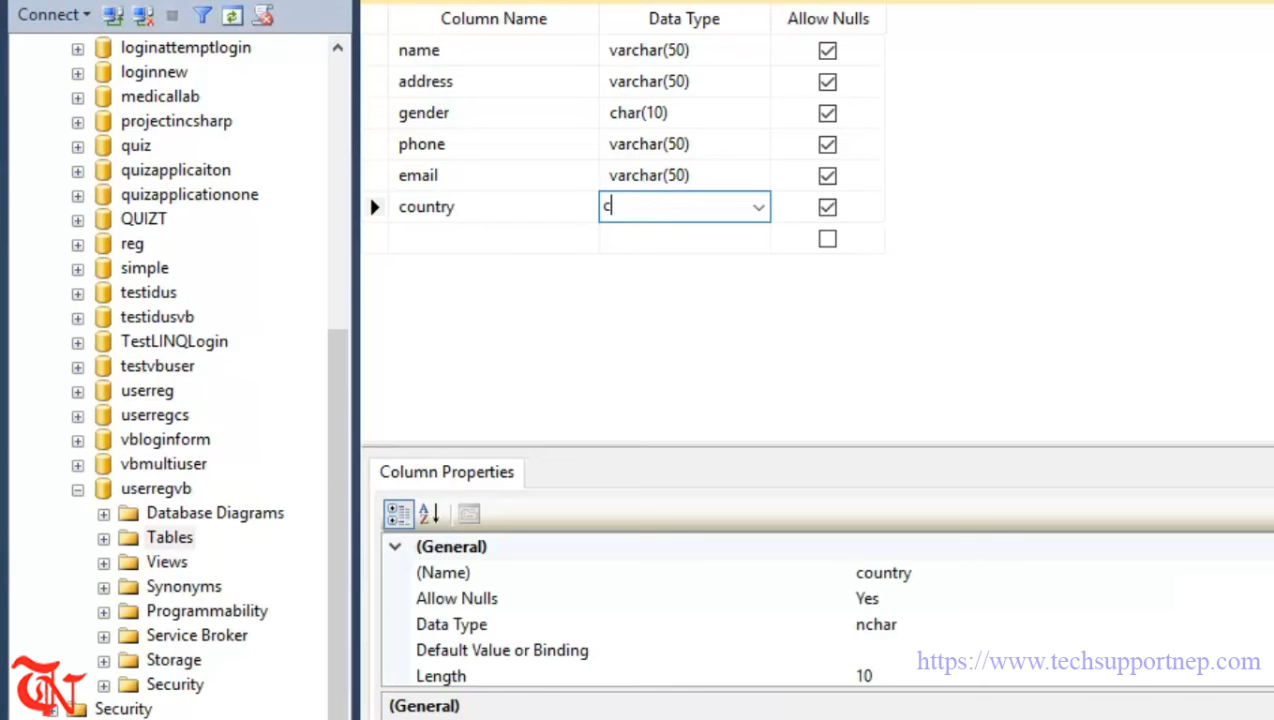 Connect
loginattemptlogin
loginnew
medicallab
projectincsharp
quiz
quizapplicaiton
quizapplicationone
QUIZT
reg
simple
testidus
testidusvb
TestLINQLogin
testvbuser
userreg
userregcs
vbloginform
vbmultiuser
userregvb
Database Diagrams
Tables
Views
Synonyms
Programmability
Service Broker
Storage
Security
Security
TN
Column Name Data Type Allow Nulls
name varchar(50)
address varchar(50)
gender char(10)
phone varchar(50)
email varchar(50)
country c
Column Properties
A Z
(General)
(Name) country
Allow Nulls Yes
Data Type nchar
Default Value or Binding
Length 10
(General)
https://www.techsupportnep.com